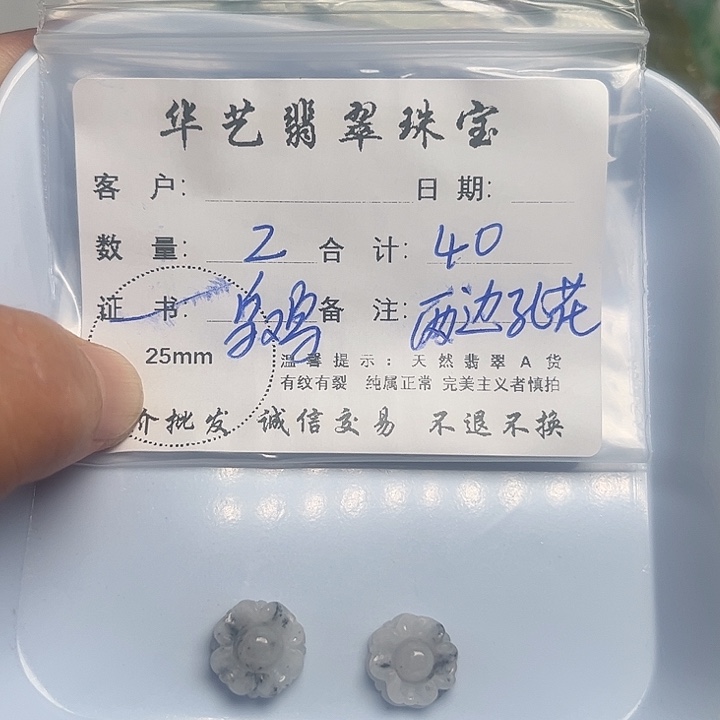 华艺翡翠珠宝
客 户: 日 期:
数 量: 2 合 计: 40
证 书: 乌鸡 备 注: 两边孔花
25mm 温馨提示: 天然翡翠A货
有纹有裂 纯属正常 完美主义者慎拍
价批发 诚信交易 不退不换